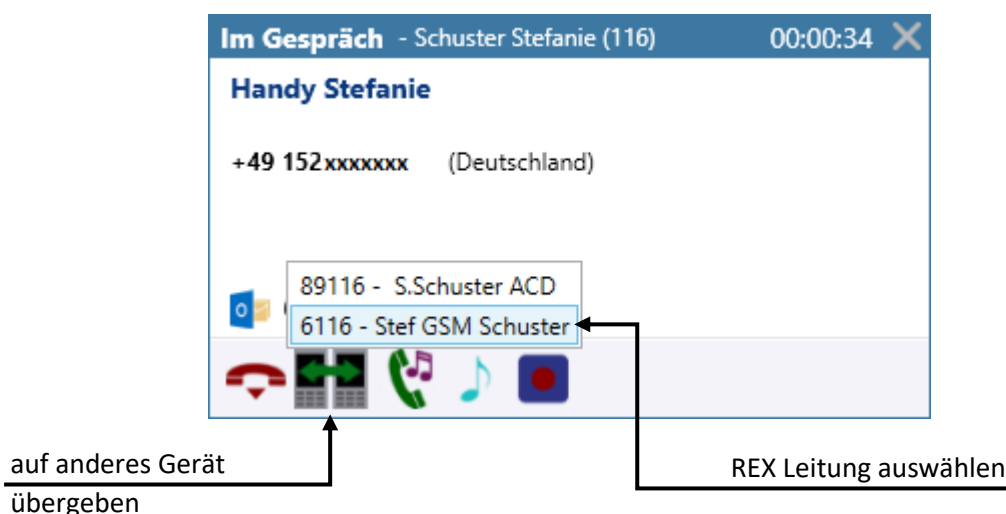 Im Gespräch - Schuster Stefanie (116) 00:00:34
Handy Stefanie
+49 152xxxxxxx (Deutschland)
89116 - S.Schuster ACD
6116 - Stef GSM Schuster
auf anderes Gerät
übergeben
REX Leitung auswählen